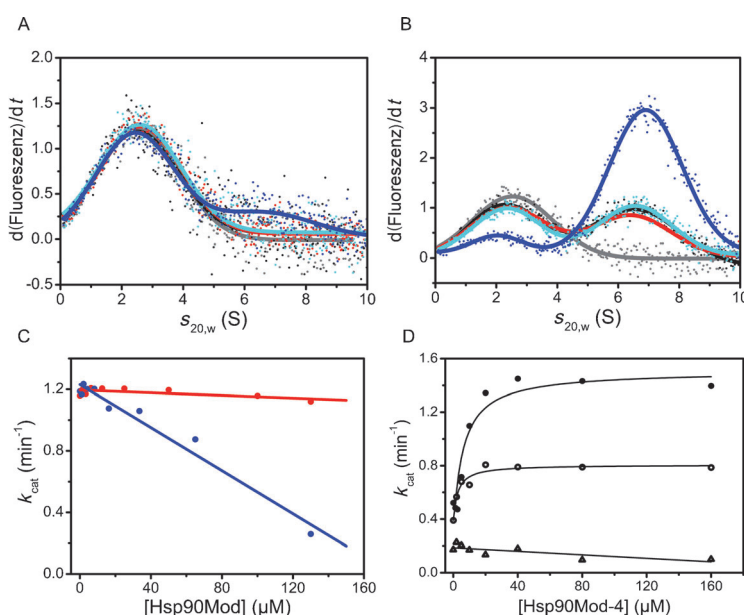 A
B
d(Fluoreszenz)/dt
2.0
1.5
1.0
0.5
0.0
-0.5
0 2 4 6 8 10
s20,w (S)
d(Fluoreszenz)/dt
4
3
2
1
0
0 2 4 6 8 10
s20,w (S)
C
D
kcat (min-1)
1.2
0.8
0.4
0.0
0 40 80 120 160
[Hsp90Mod] (µM)
kcat (min-1)
1.6
1.2
0.8
0.4
0.0
0 40 80 120 160
[Hsp90Mod-4] (µM)